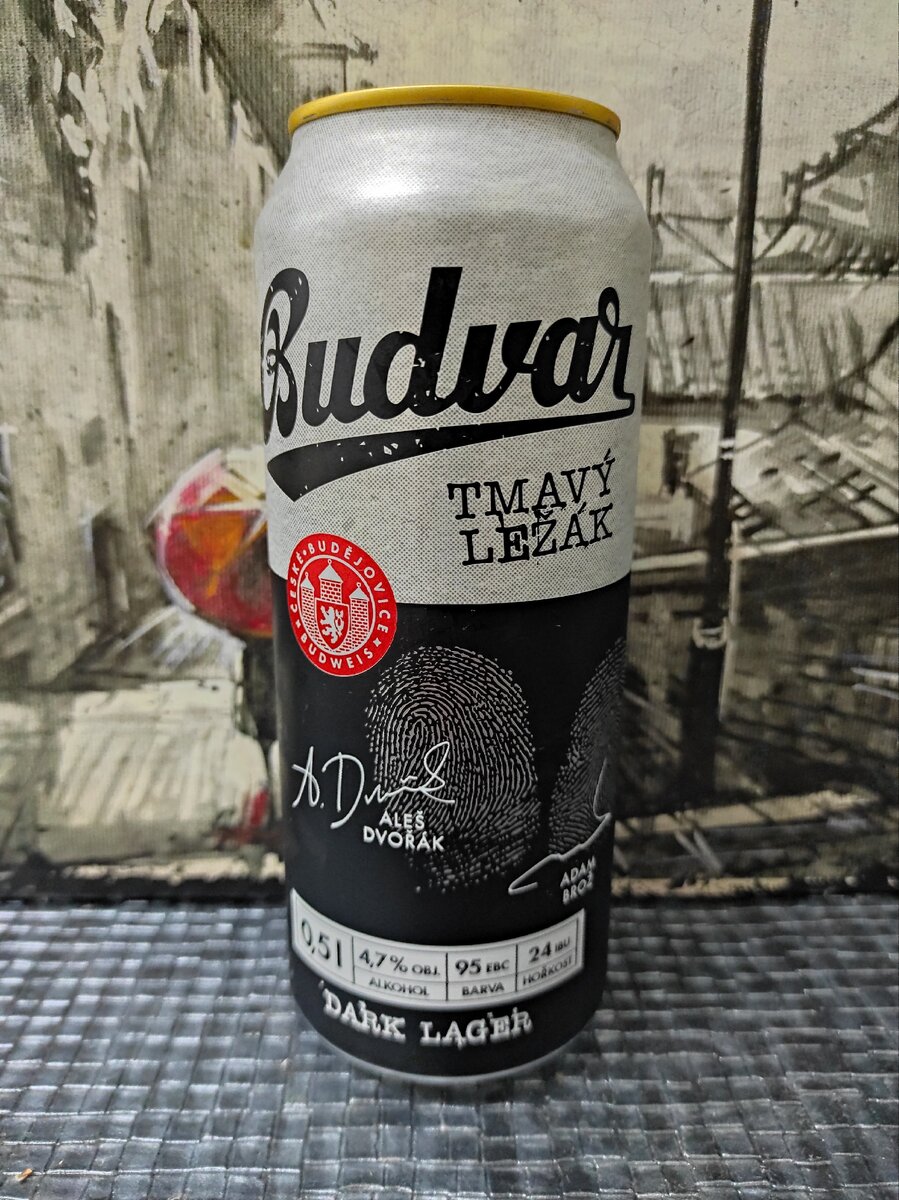 Budvar
TMAVÝ
LEŽÁK
ČESKÉ • BUDĚJOVICE
BUDWEIS
A. Dvořák
ALEŠ
DVOŘÁK
ADAM
BROŽ
0,5 l
4,7 % OBJ.
ALKOHOL
95 EBC
BARVA
24 IBU
HOŘKOST
DARK LAGER